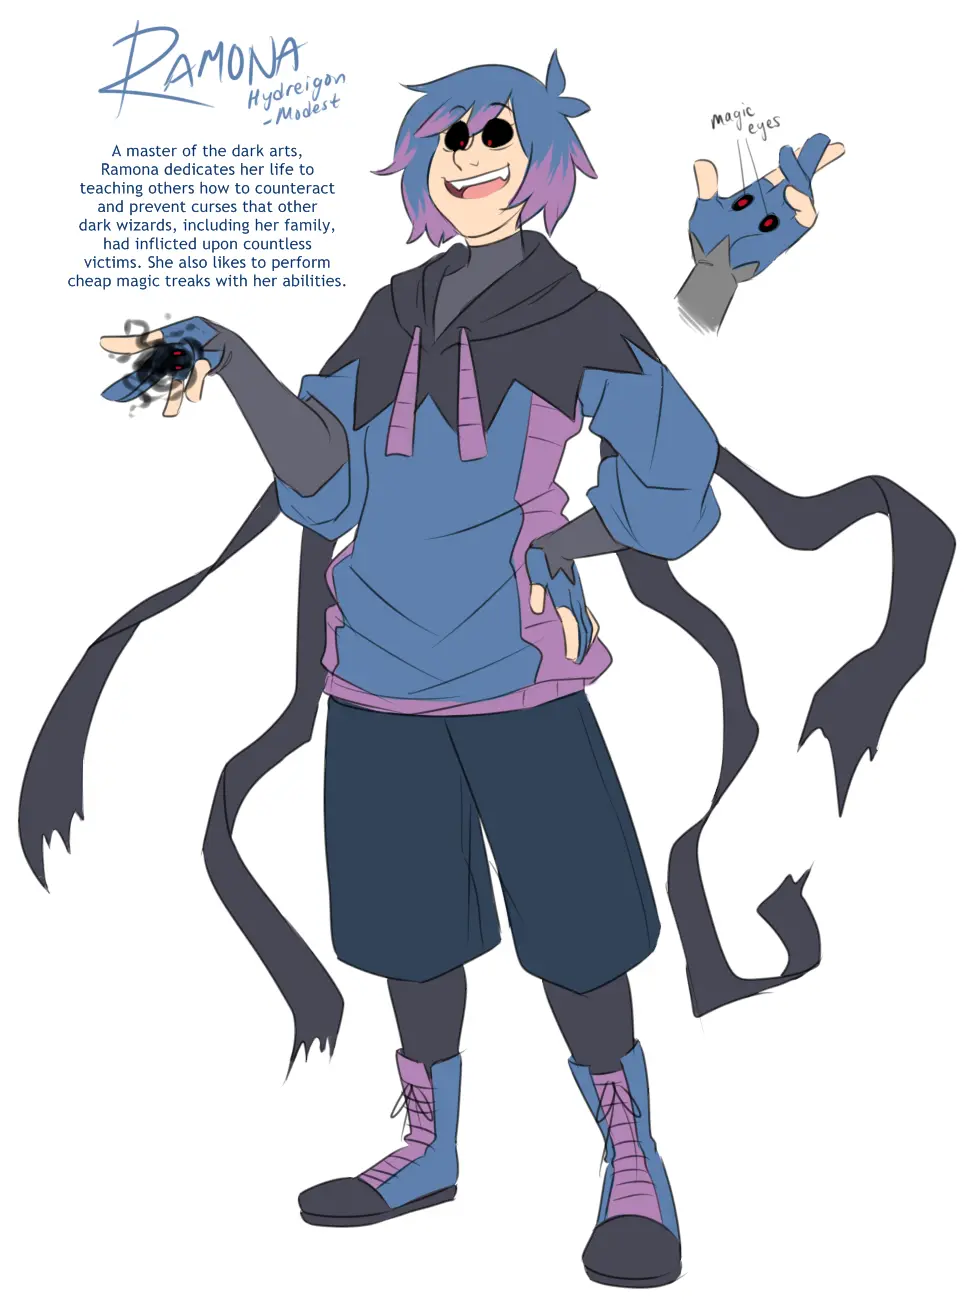 RAMONA
Hydreigon
-Modest
A master of the dark arts,
Ramona dedicates her life to
teaching others how to counteract
and prevent curses that other
dark wizards, including her family,
had inflicted upon countless
victims. She also likes to perform
cheap magic treaks with her abilities.
magic
eyes